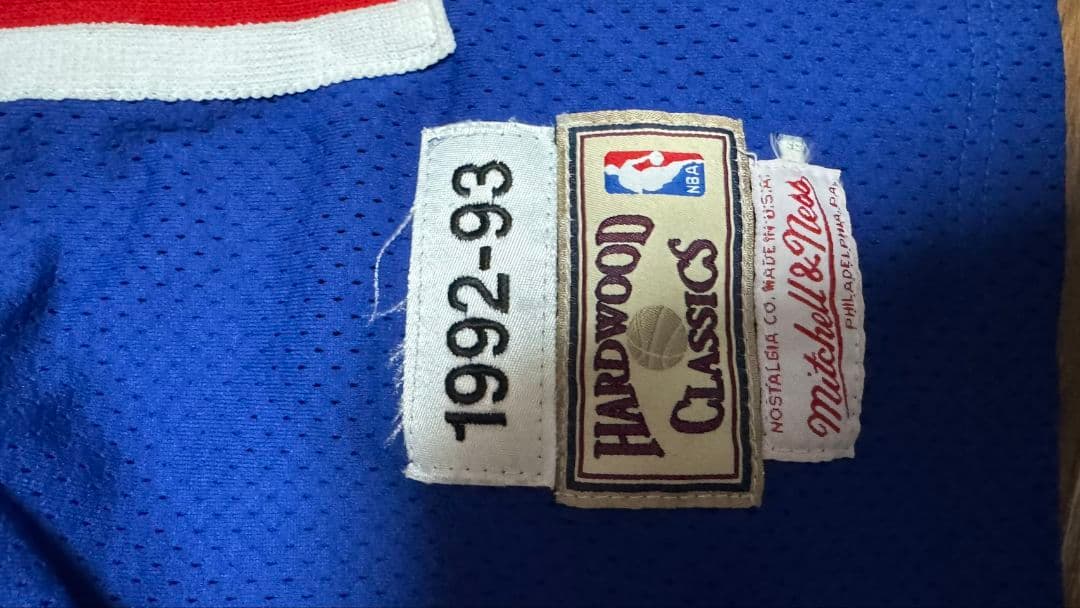 1992-93
NBA
HARDWOOD
CLASSICS
NOSTALGIA CO. MADE IN U.S.A.
Mitchell & Ness
PHILADELPHIA, PA.